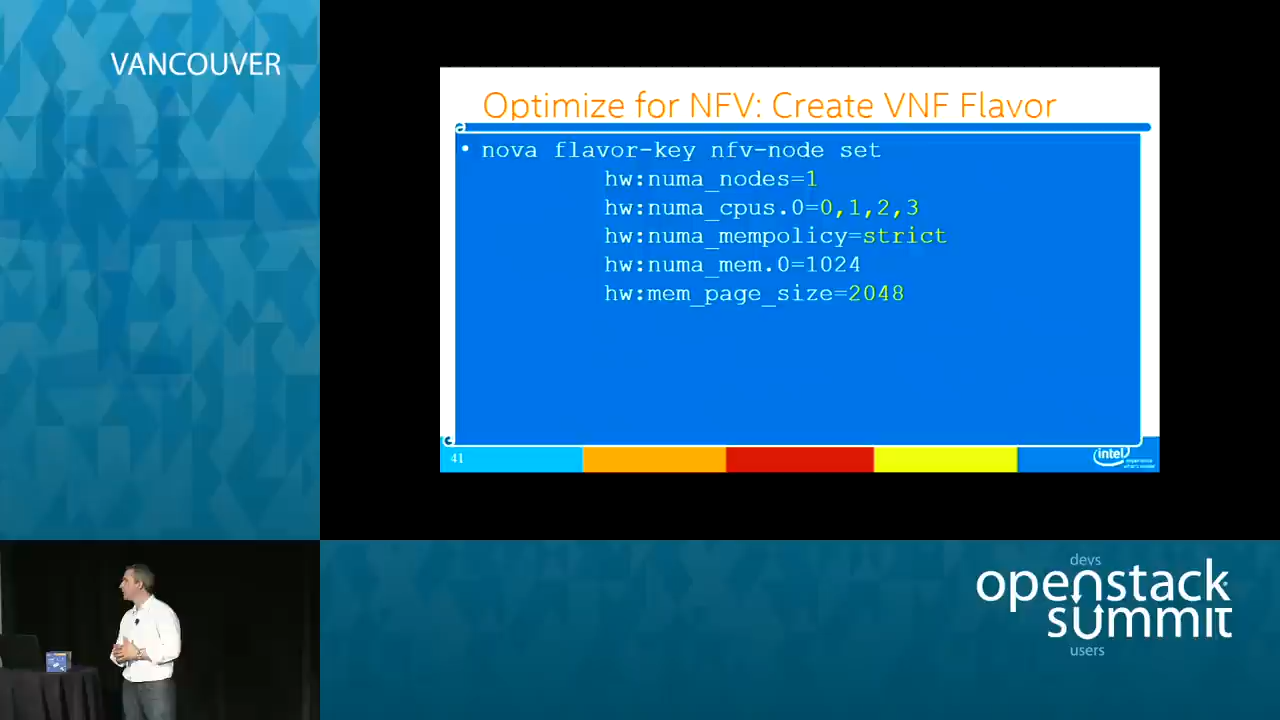 VANCOUVER
Optimize for NFV: Create VNF Flavor
• nova flavor-key nfv-node set
hw:numa_nodes=1
hw:numa_cpus.0=0,1,2,3
hw:numa_mempolicy=strict
hw:numa_mem.0=1024
hw:mem_page_size=2048
41
intel
devs
openstack
summit
users